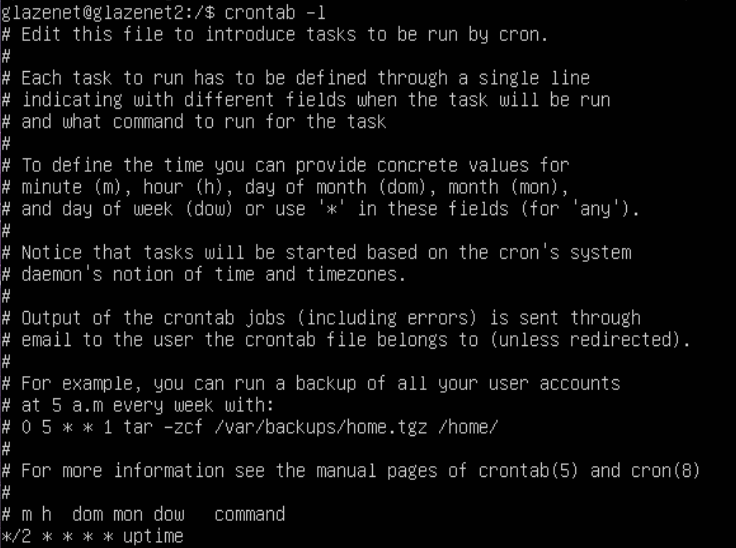 glazenet@glazenet2:/$ crontab -l
# Edit this file to introduce tasks to be run by cron.
#
# Each task to run has to be defined through a single line
# indicating with different fields when the task will be run
# and what command to run for the task
#
# To define the time you can provide concrete values for
# minute (m), hour (h), day of month (dom), month (mon),
# and day of week (dow) or use '*' in these fields (for 'any').
#
# Notice that tasks will be started based on the cron's system
# daemon's notion of time and timezones.
#
# Output of the crontab jobs (including errors) is sent through
# email to the user the crontab file belongs to (unless redirected).
#
# For example, you can run a backup of all your user accounts
# at 5 a.m every week with:
# 0 5 * * 1 tar -zcf /var/backups/home.tgz /home/
#
# For more information see the manual pages of crontab(5) and cron(8)
#
# m h  dom mon dow   command
*/2 * * * * uptime